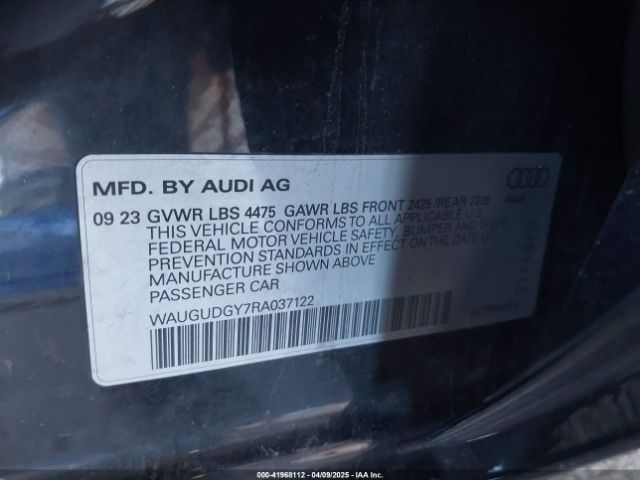 MFD. BY AUDI AG
Audi
09 23 GVWR LBS 4475 GAWR LBS FRONT 2425 /REAR 2238
THIS VEHICLE CONFORMS TO ALL APPLICABLE U.S.
FEDERAL MOTOR VEHICLE SAFETY, BUMPER AND THEFT
PREVENTION STANDARDS IN EFFECT ON THE DATE OF
MANUFACTURE SHOWN ABOVE
PASSENGER CAR
WAUGUDGY7RA037122
000-41968112 - 04/09/2025 - IAA Inc.